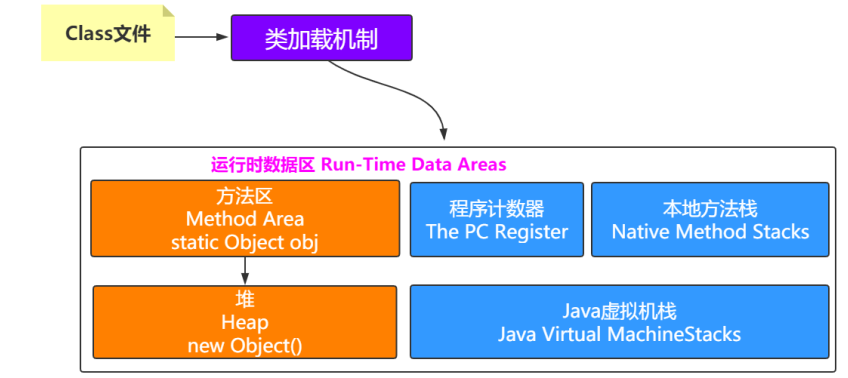 Class文件
类加载机制
运行时数据区 Run-Time Data Areas
方法区
Method Area
static Object obj
程序计数器
The PC Register
本地方法栈
Native Method Stacks
堆
Heap
new Object()
Java虚拟机栈
Java Virtual MachineStacks